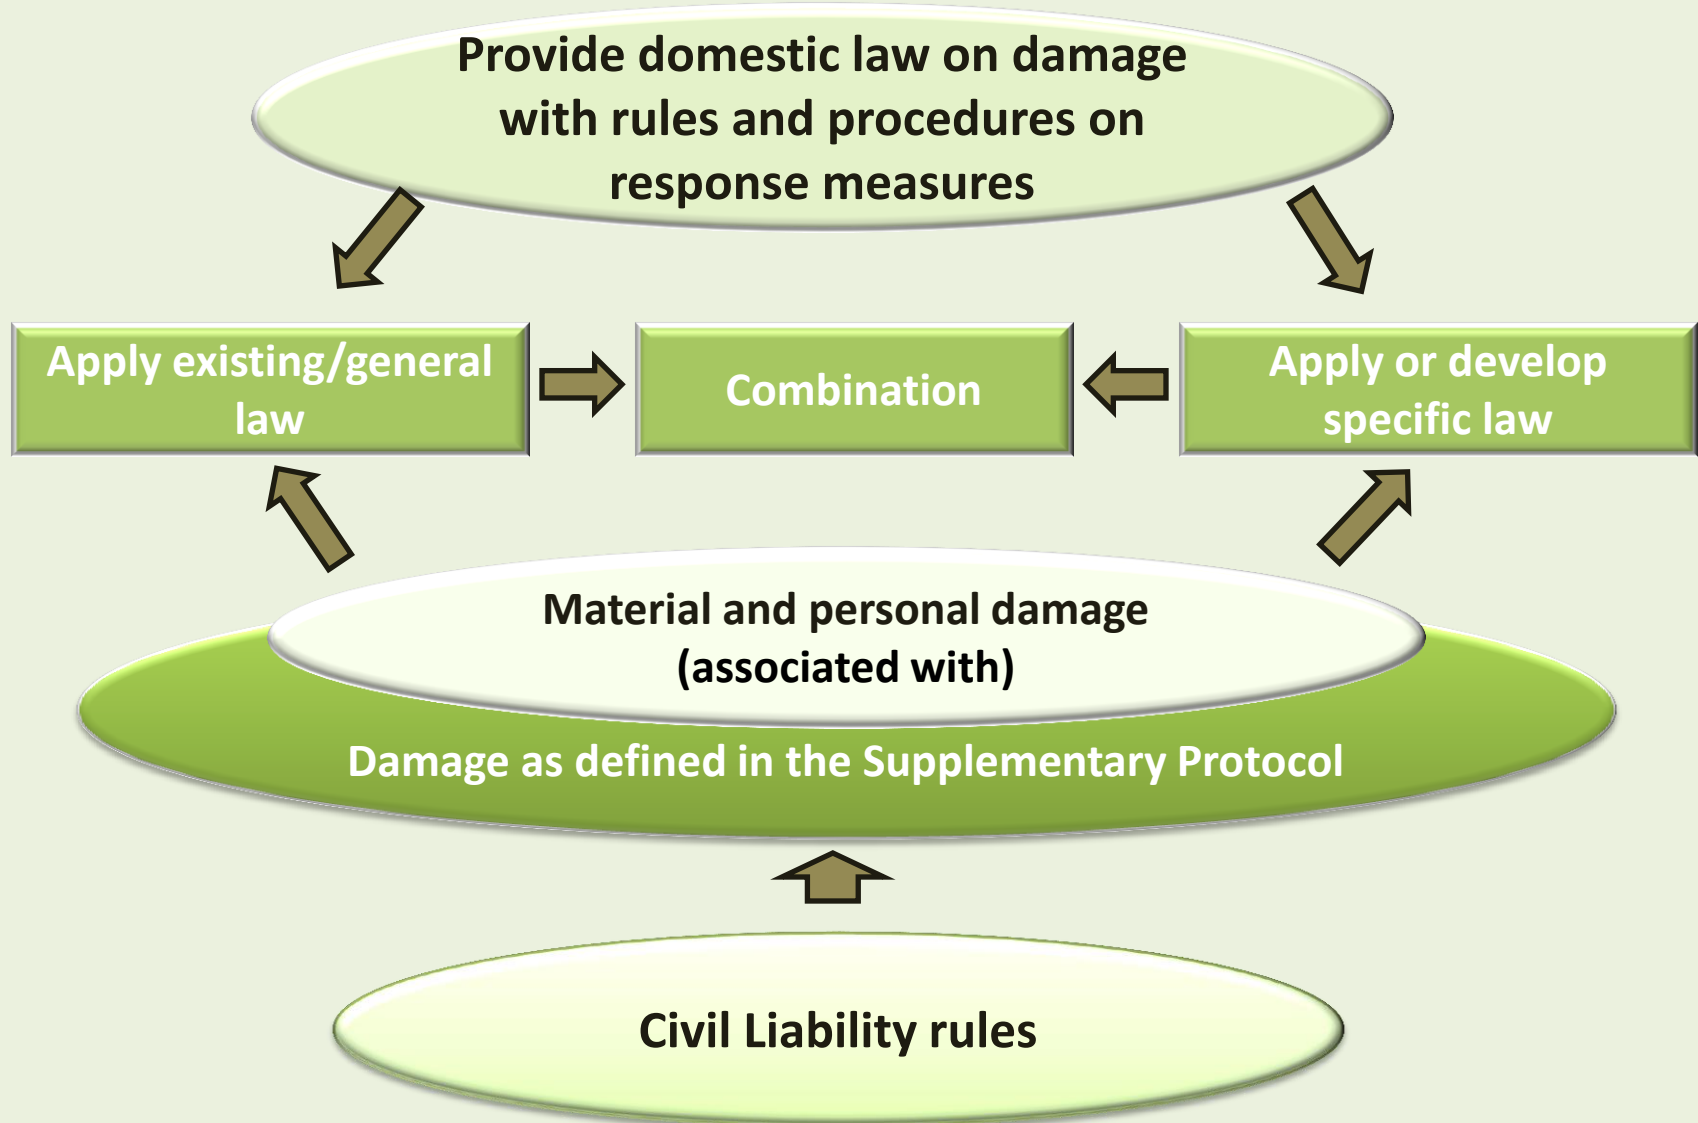 Provide domestic law on damage
with rules and procedures on
response measures
Apply existing/general
law
Combination
Apply or develop
specific law
Material and personal damage
(associated with)
Damage as defined in the Supplementary Protocol
Civil Liability rules